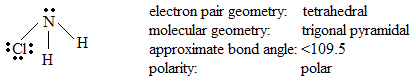 N
Cl
H
H
electron pair geometry: tetrahedral
molecular geometry: trigonal pyramidal
approximate bond angle: <109.5
polarity: polar